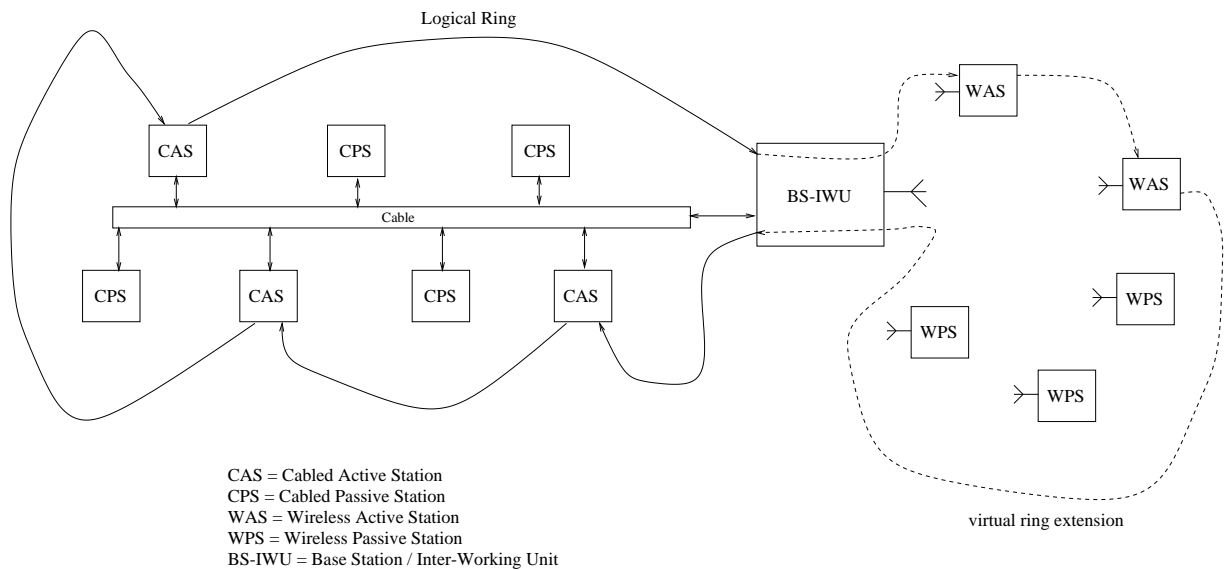 Logical Ring
WAS
CAS
CPS
CPS
WAS
BS-IWU
Cable
CPS
CAS
CPS
CAS
WPS
WPS
WPS
CAS = Cabled Active Station
CPS = Cabled Passive Station
WAS = Wireless Active Station
WPS = Wireless Passive Station
BS-IWU = Base Station / Inter-Working Unit
virtual ring extension